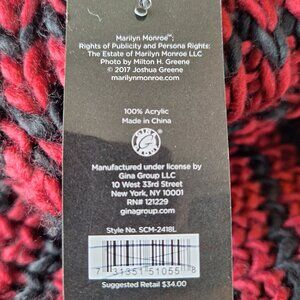 Marilyn Monroe™;
Rights of Publicity and Persona Rights:
The Estate of Marilyn Monroe LLC
Photo by Milton H. Greene
© 2017 Joshua Greene
marilynmonroe.com
100% Acrylic
Made in China
G
Manufactured under license by
Gina Group LLC
10 West 33rd Street
New York, NY 10001
RN# 121229
ginagroup.com
Style No. SCM-2418L
7 31351 51055 8
Suggested Retail $34.00